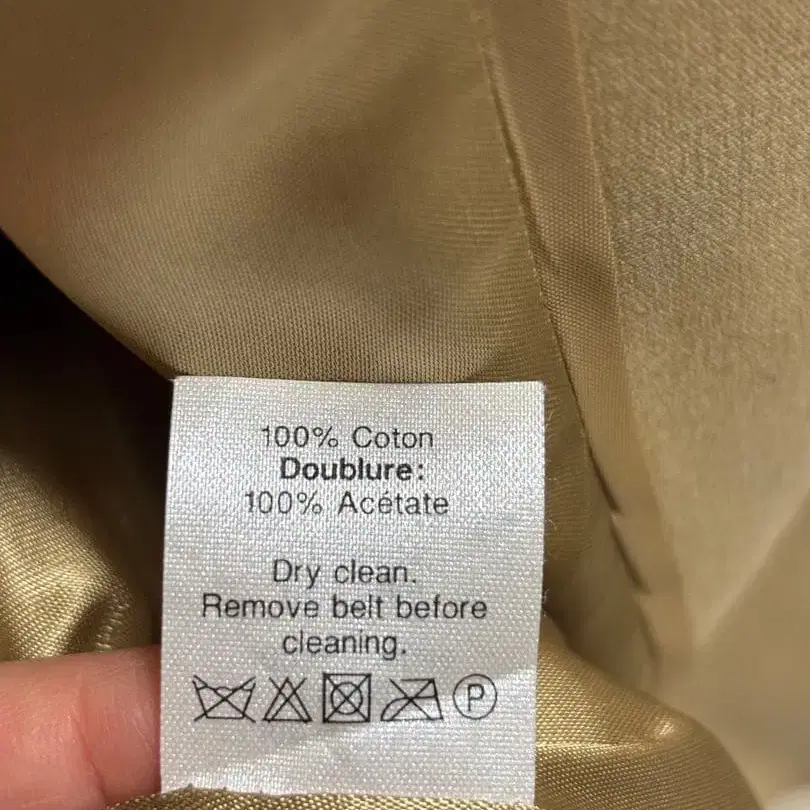 100% Coton
Doublure:
100% Acétate
Dry clean.
Remove belt before
cleaning.
P